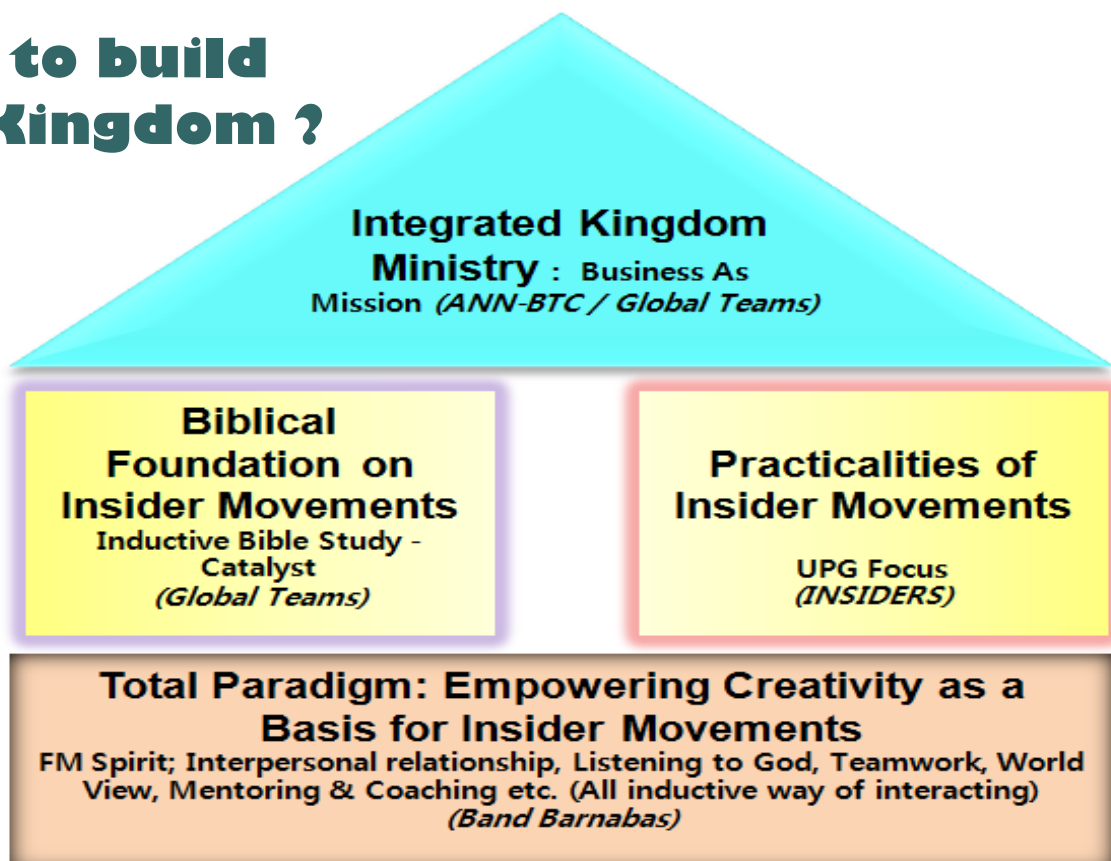 to build
Kingdom ?
Integrated Kingdom
Ministry : Business As
Mission (ANN-BTC / Global Teams)
Biblical
Foundation on
Insider Movements
Inductive Bible Study -
Catalyst
(Global Teams)
Practicalities of
Insider Movements
UPG Focus
(INSIDERS)
Total Paradigm: Empowering Creativity as a
Basis for Insider Movements
FM Spirit; Interpersonal relationship, Listening to God, Teamwork, World
View, Mentoring & Coaching etc. (All inductive way of interacting)
(Band Barnabas)